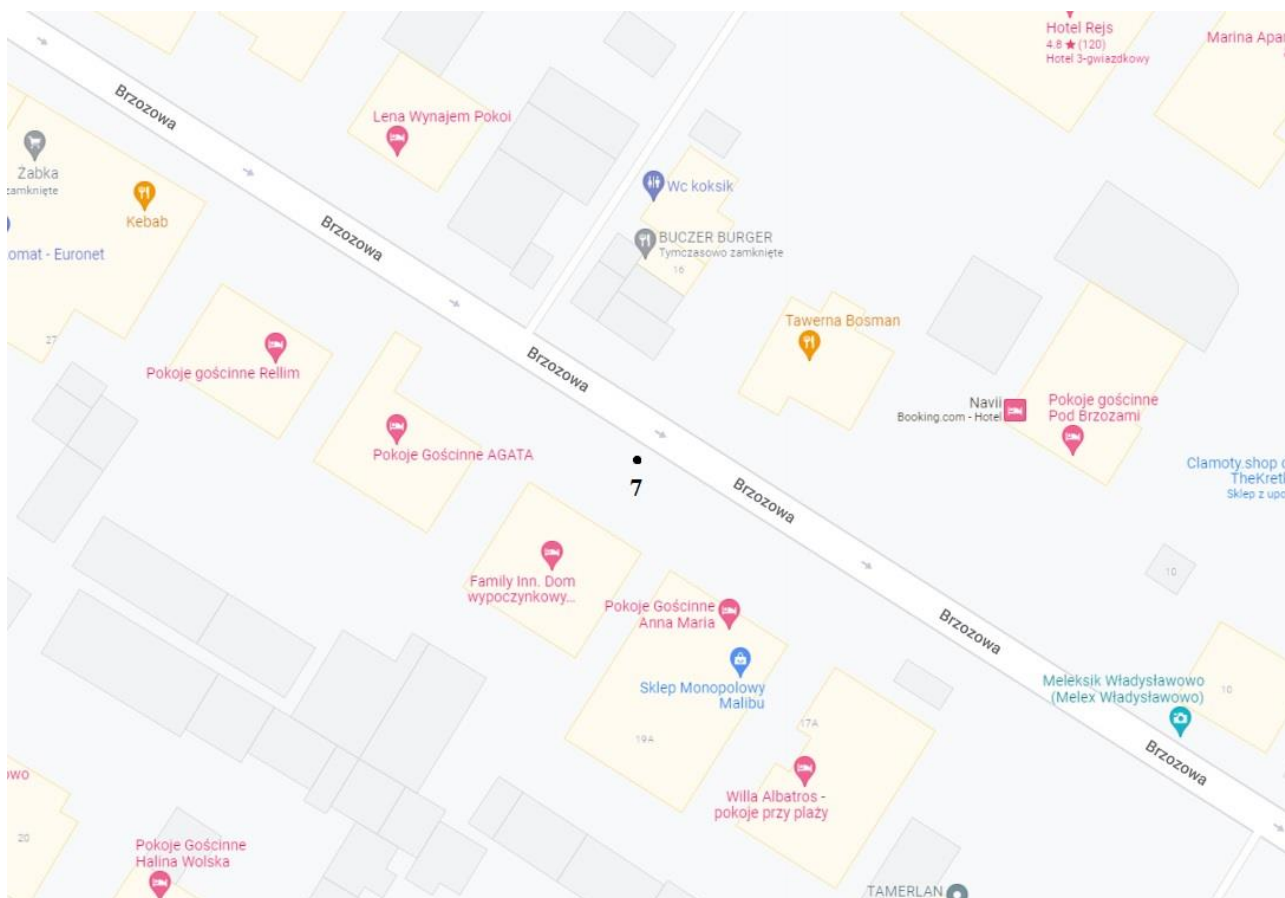 Hotel Rejs
4.8 ★ (120)
Hotel 3-gwiazdkowy
Marina Apar
Brzozowa
Lena Wynajem Pokoi
Żabka
zamknięte
Kebab
omat - Euronet
Wc koksik
Brzozowa
BUCZER BURGER
Tymczasowo zamknięte
16
Tawerna Bosman
27
Pokoje gościnne Rellim
Brzozowa
Navii
Booking.com - Hotel
Pokoje gościnne
Pod Brzozami
Pokoje Gościnne AGATA
7
Brzozowa
Clamoty.shop
TheKretk
Sklep z upo
Family Inn. Dom
wypoczynkowy...
10
Pokoje Gościnne
Anna Maria
Brzozowa
Sklep Monopolowy
Malibu
Meleksik Władysławowo
(Melex Władysławowo)
10
19A
17A
Brzozowa
owo
Willa Albatros -
pokoje przy plaży
20
Pokoje Gościnne
Halina Wolska
TAMERLAN